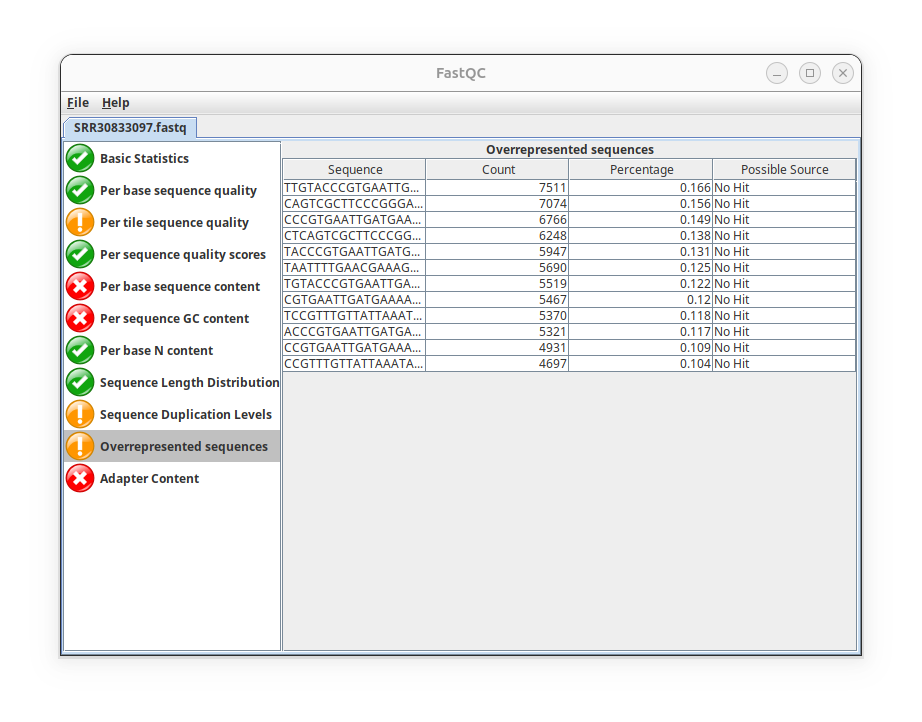 FastQC
File Help
SRR30833097.fastq
Basic Statistics
Per base sequence quality
Per tile sequence quality
Per sequence quality scores
Per base sequence content
Per sequence GC content
Per base N content
Sequence Length Distribution
Sequence Duplication Levels
Overrepresented sequences
Adapter Content
Overrepresented sequences
Sequence Count Percentage Possible Source
TTGTACCCGTGAATTG... 7511 0.166 No Hit
CAGTCGCTTCCCGGGA... 7074 0.156 No Hit
CCCGTGAATTGATGAA... 6766 0.149 No Hit
CTCAGTCGCTTCCCGG... 6248 0.138 No Hit
TACCCGTGAATTGATG... 5947 0.131 No Hit
TAATTTTGAACGAAAG... 5690 0.125 No Hit
TGTACCCGTGAATTGA... 5519 0.122 No Hit
CGTGAATTGATGAAAA... 5467 0.12 No Hit
TCCGTTTGTTATTAAAT... 5370 0.118 No Hit
ACCCGTGAATTGATGA... 5321 0.117 No Hit
CCGTGAATTGATGAAA... 4931 0.109 No Hit
CCGTTTGTTATTAAATA... 4697 0.104 No Hit